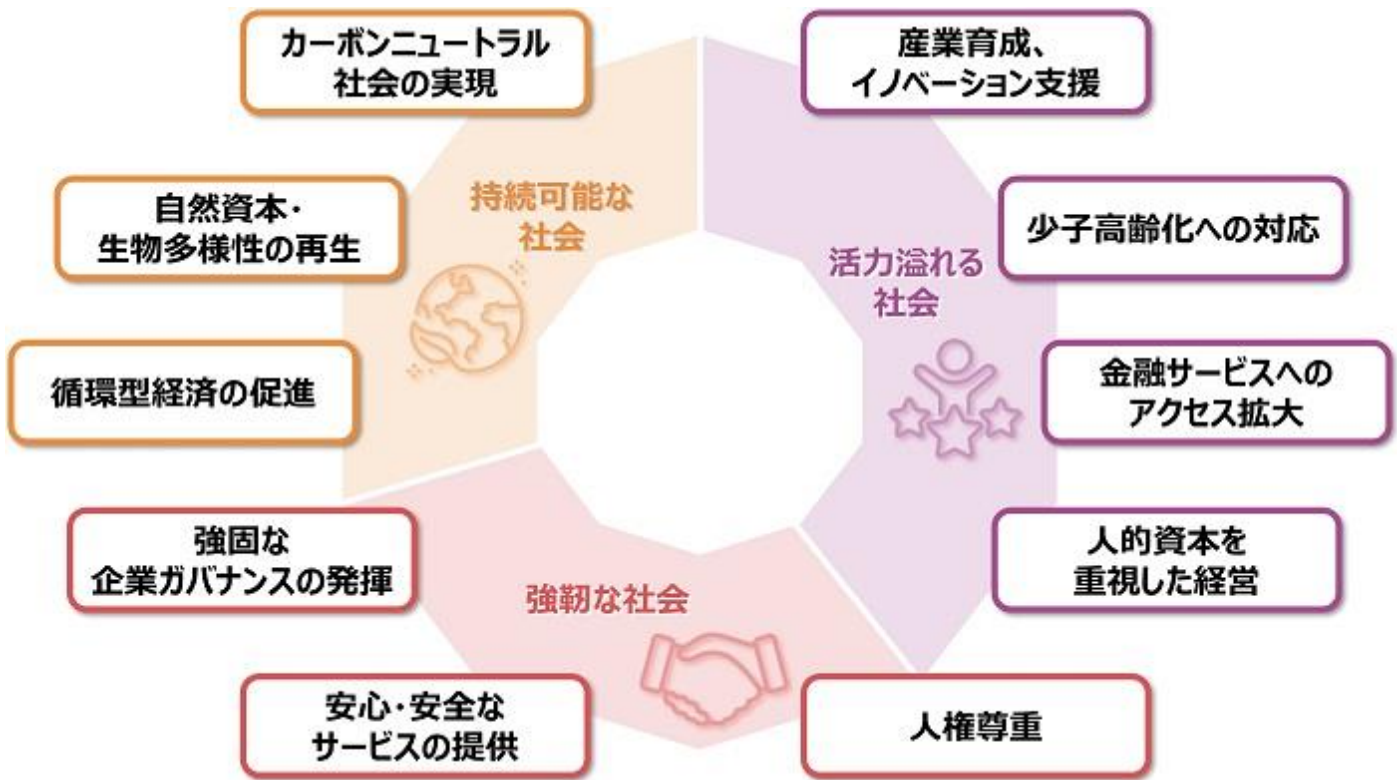 カーボンニュートラル
社会の実現
産業育成、
イノベーション支援
自然資本・
生物多様性の再生
持続可能な
社会
少子高齢化への対応
活力溢れる
社会
循環型経済の促進
金融サービスへの
アクセス拡大
強固な
企業ガバナンスの発揮
人的資本を
重視した経営
強靭な社会
安心・安全な
サービスの提供
人権尊重